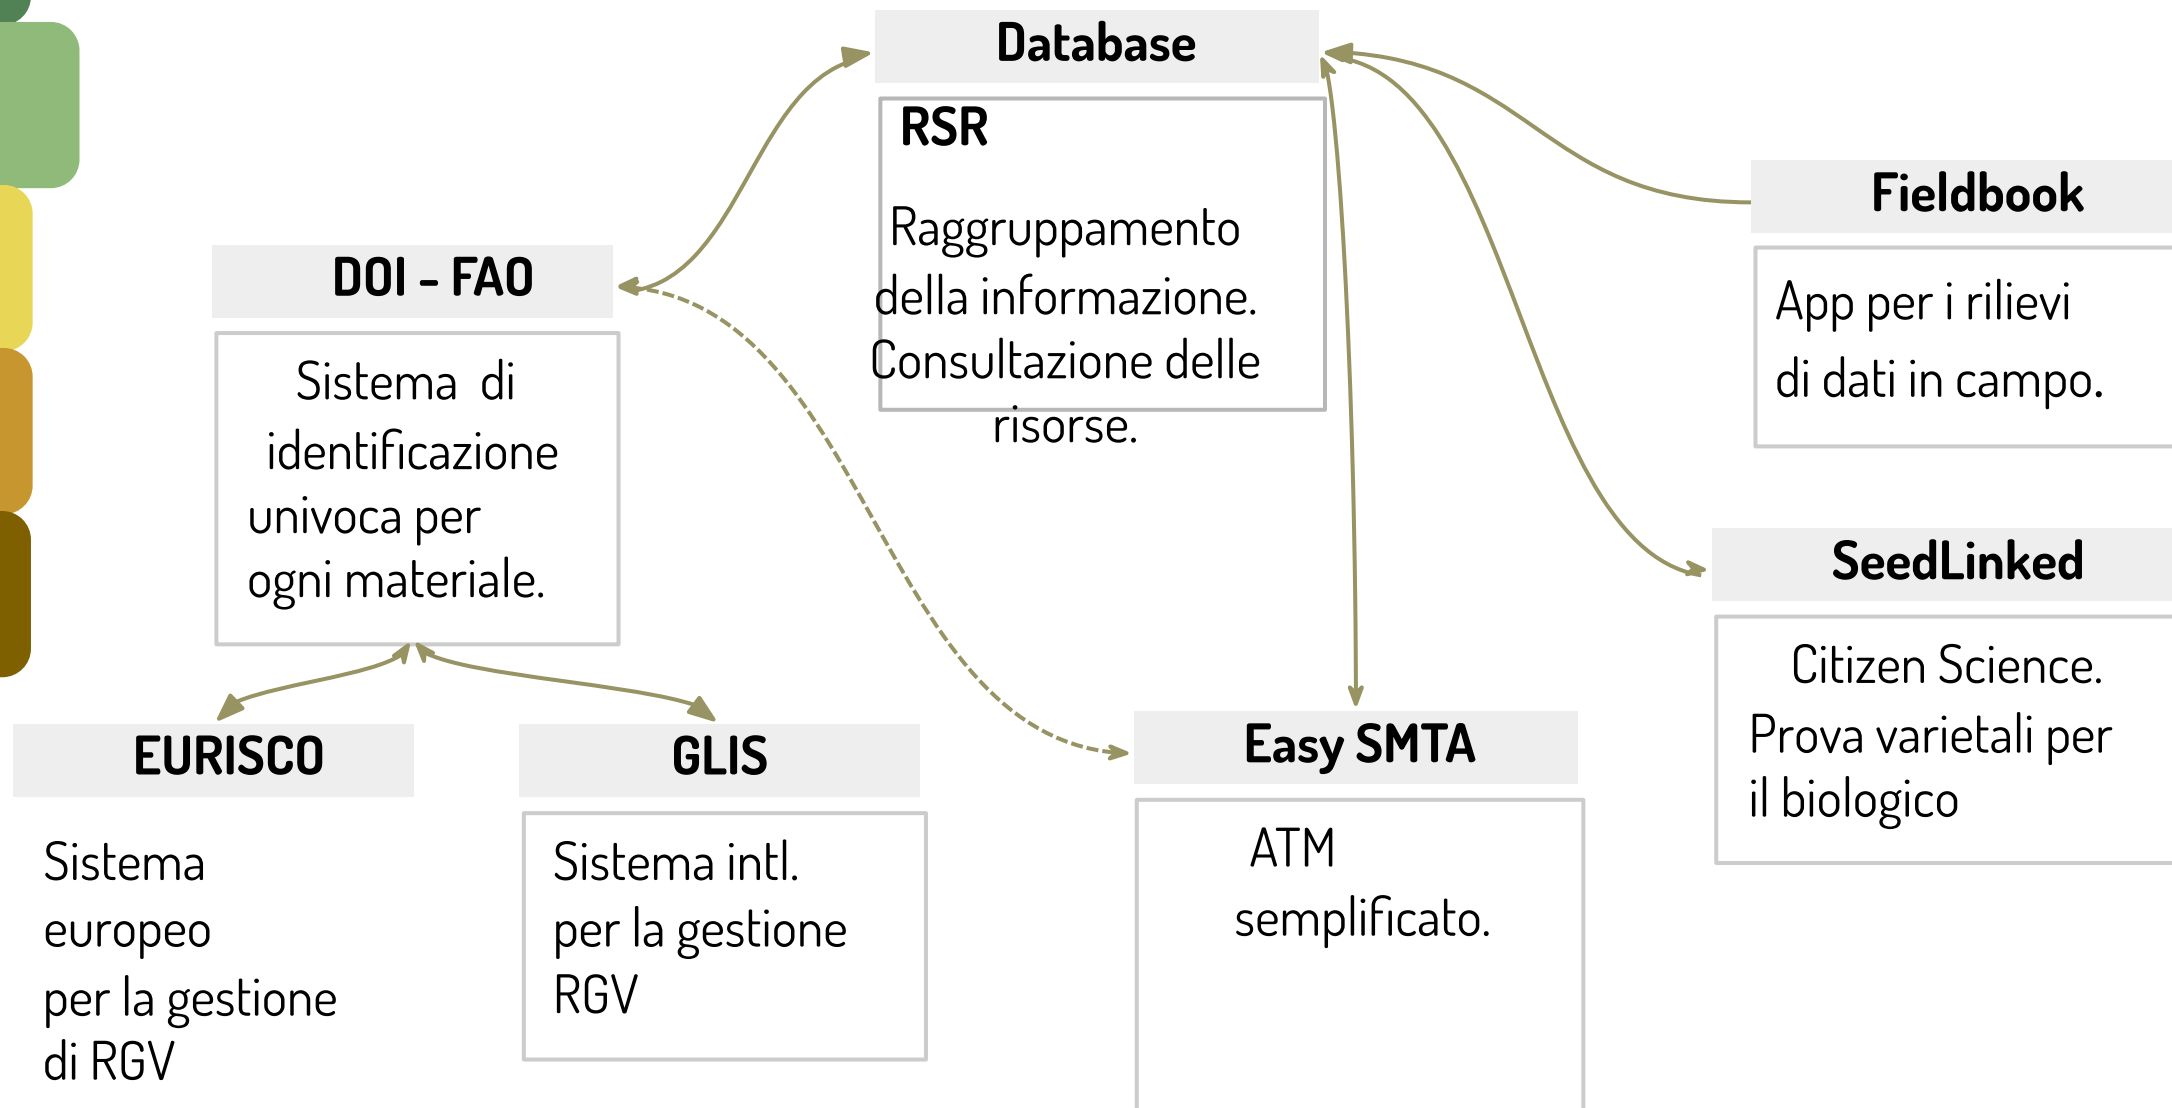 Database
RSR
Raggruppamento
della informazione.
Consultazione delle
risorse.
Fieldbook
App per i rilievi
di dati in campo.
DOI - FAO
Sistema di
identificazione
univoca per
ogni materiale.
SeedLinked
Citizen Science.
Prova varietali per
il biologico
EURISCO
Sistema
europeo
per la gestione
di RGV
GLIS
Sistema intl.
per la gestione
RGV
Easy SMTA
ATM
semplificato.